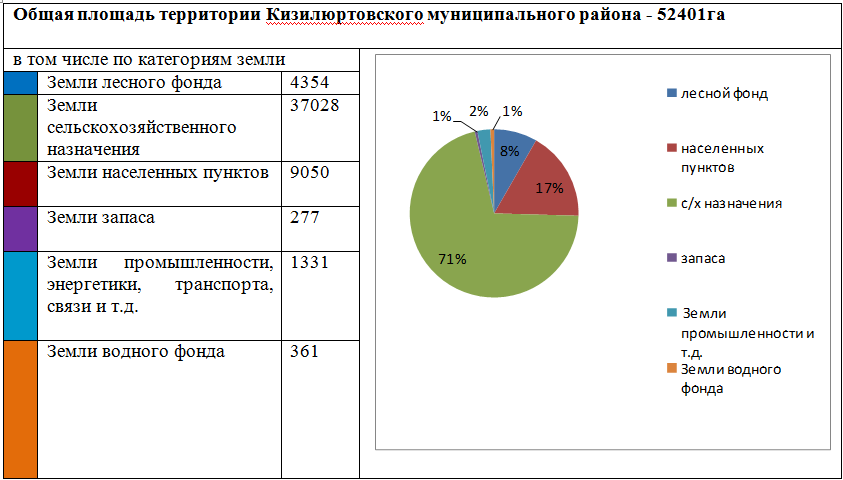 Общая площадь территории Кизилюртовского муниципального района - 52401га
в том числе по категориям земли
Земли лесного фонда 4354
Земли 37028
сельскохозяйственного
назначения
Земли населенных пунктов 9050
Земли запаса 277
Земли промышленности, 1331
энергетики, транспорта,
связи и т.д.
Земли водного фонда 361
1%
2%
1%
8%
17%
71%
лесной фонд
населенных
пунктов
с/х назначения
запаса
Земли
промышленности и
т.д.
Земли водного
фонда